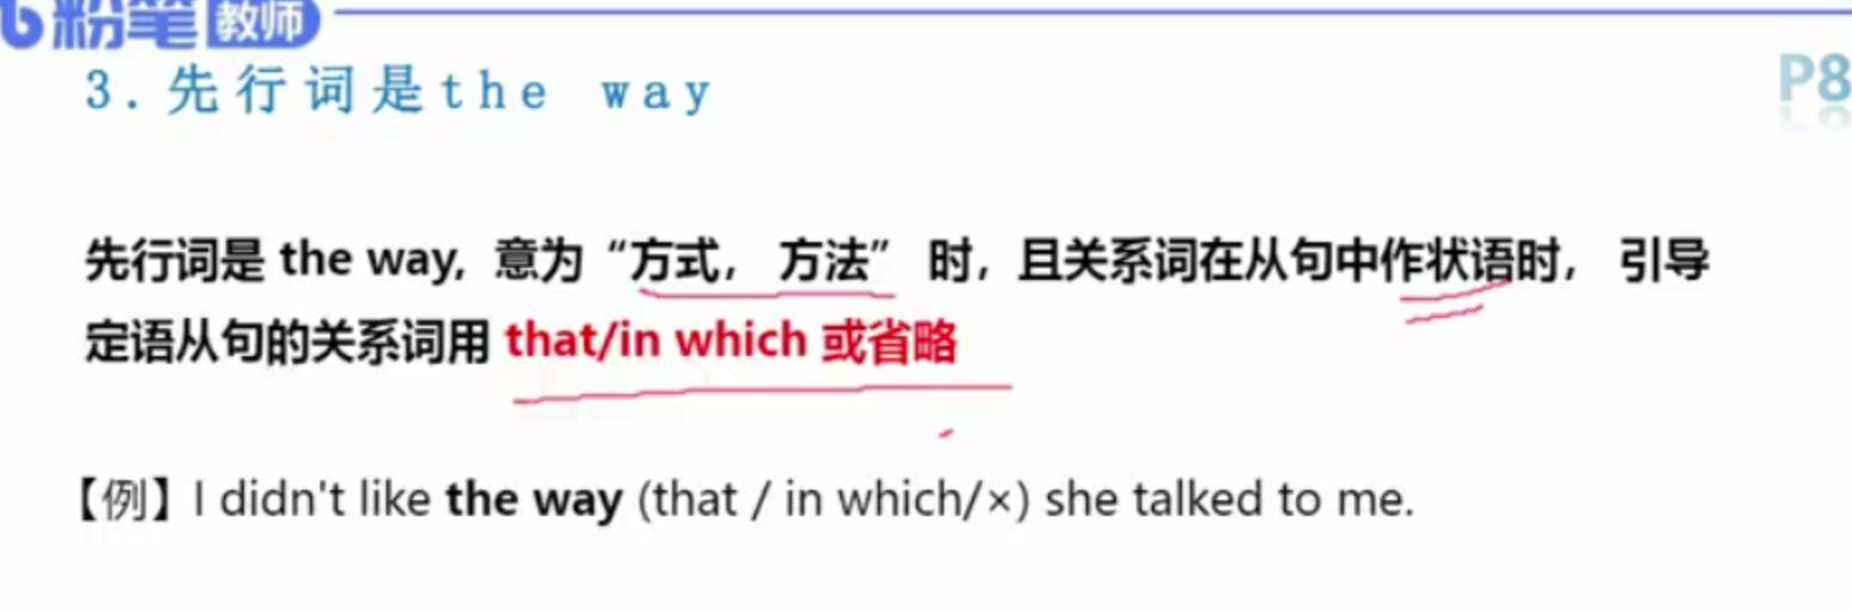 粉笔 教师
3. 先行词是the way
P8
先行词是 the way, 意为“方式， 方法” 时，且关系词在从句中作状语时， 引导
定语从句的关系词用 that/in which 或省略
【例】I didn't like the way (that / in which/×) she talked to me.